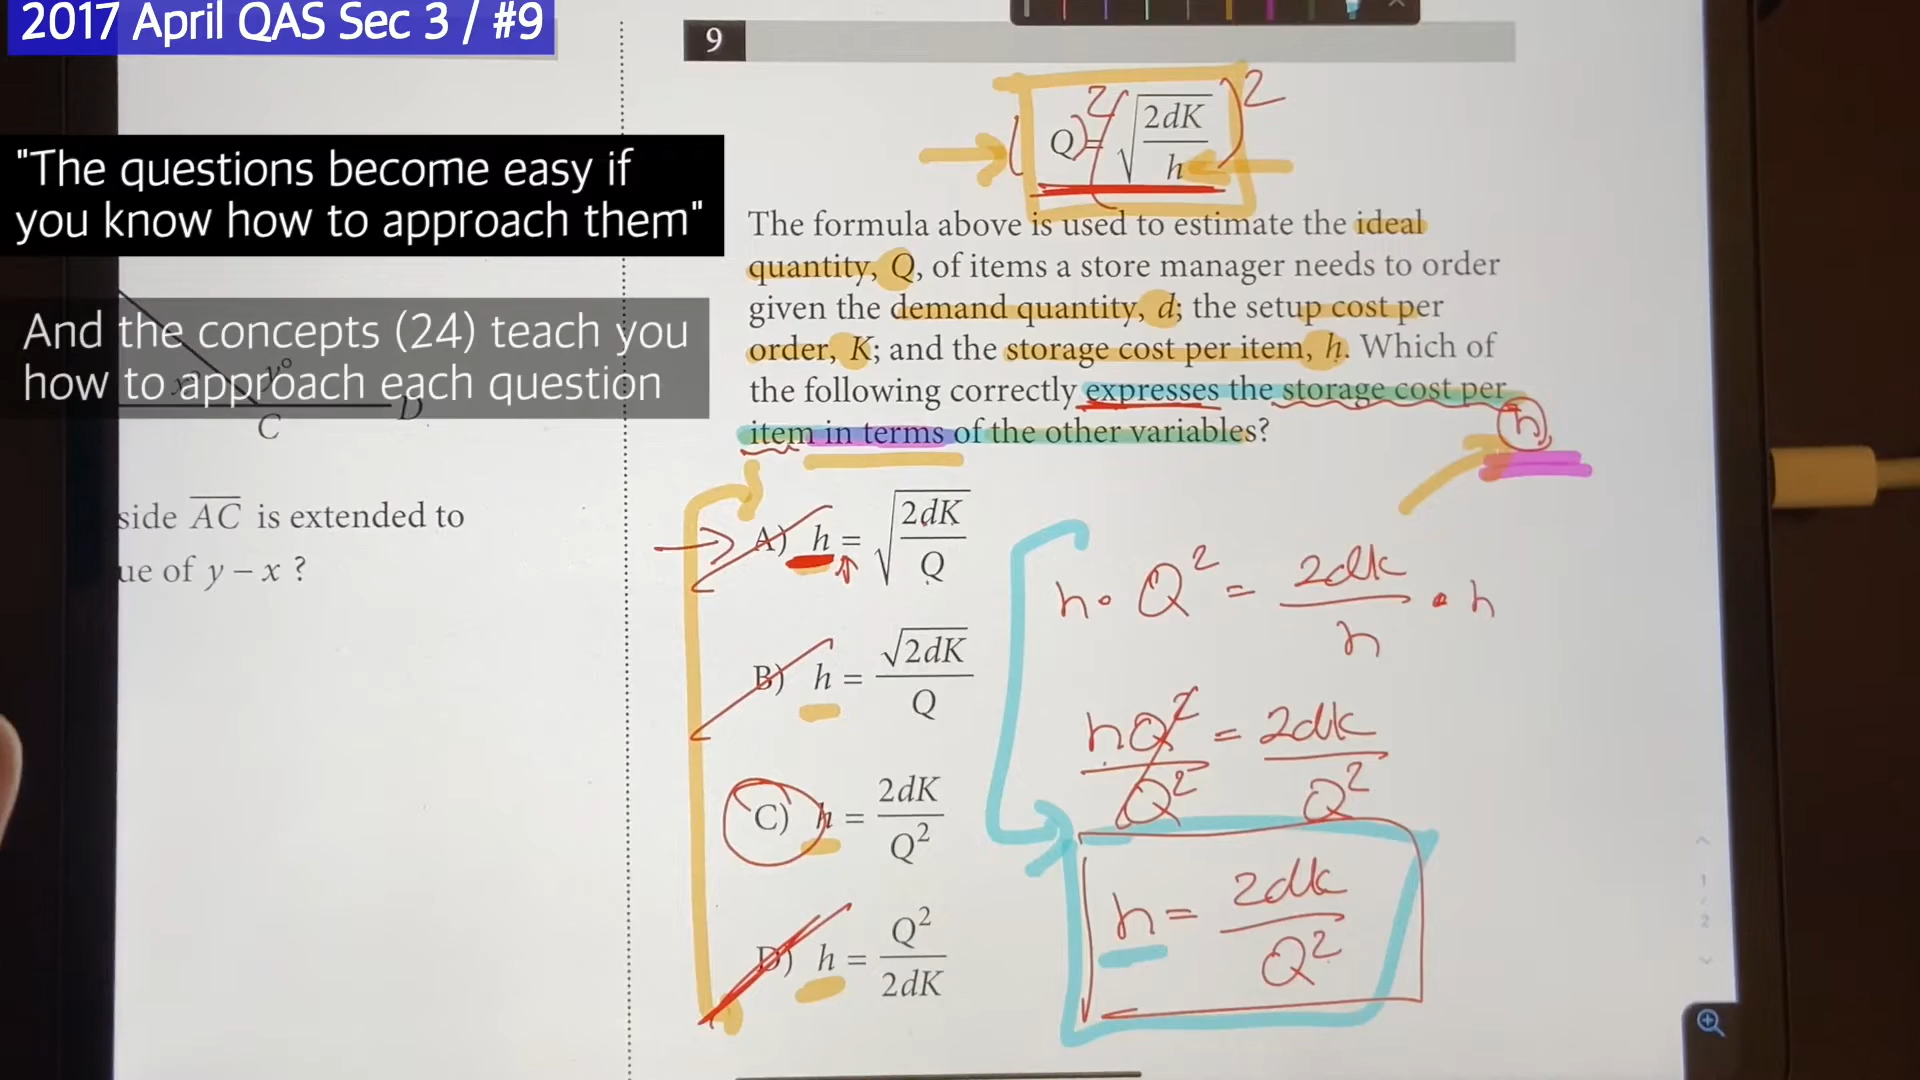 2017 April QAS Sec 3 / #9
"The questions become easy if
you know how to approach them"
And the concepts (24) teach you
how to approach each question
x° y°
C D
side AC is extended to
ue of y – x ?
9
(Q)² = (√(2dK/h))²
The formula above is used to estimate the ideal
quantity, Q, of items a store manager needs to order
given the demand quantity, d; the setup cost per
order, K; and the storage cost per item, h. Which of
the following correctly expresses the storage cost per
item in terms of the other variables?
h
A) h = √(2dK/Q)
B) h = √2dK/Q
C) h = 2dK/Q²
D) h = Q²/2dK
h · Q² = 2dk/h · h
hQ²/Q² = 2dk/Q²
h = 2dk/Q²
1
/
2